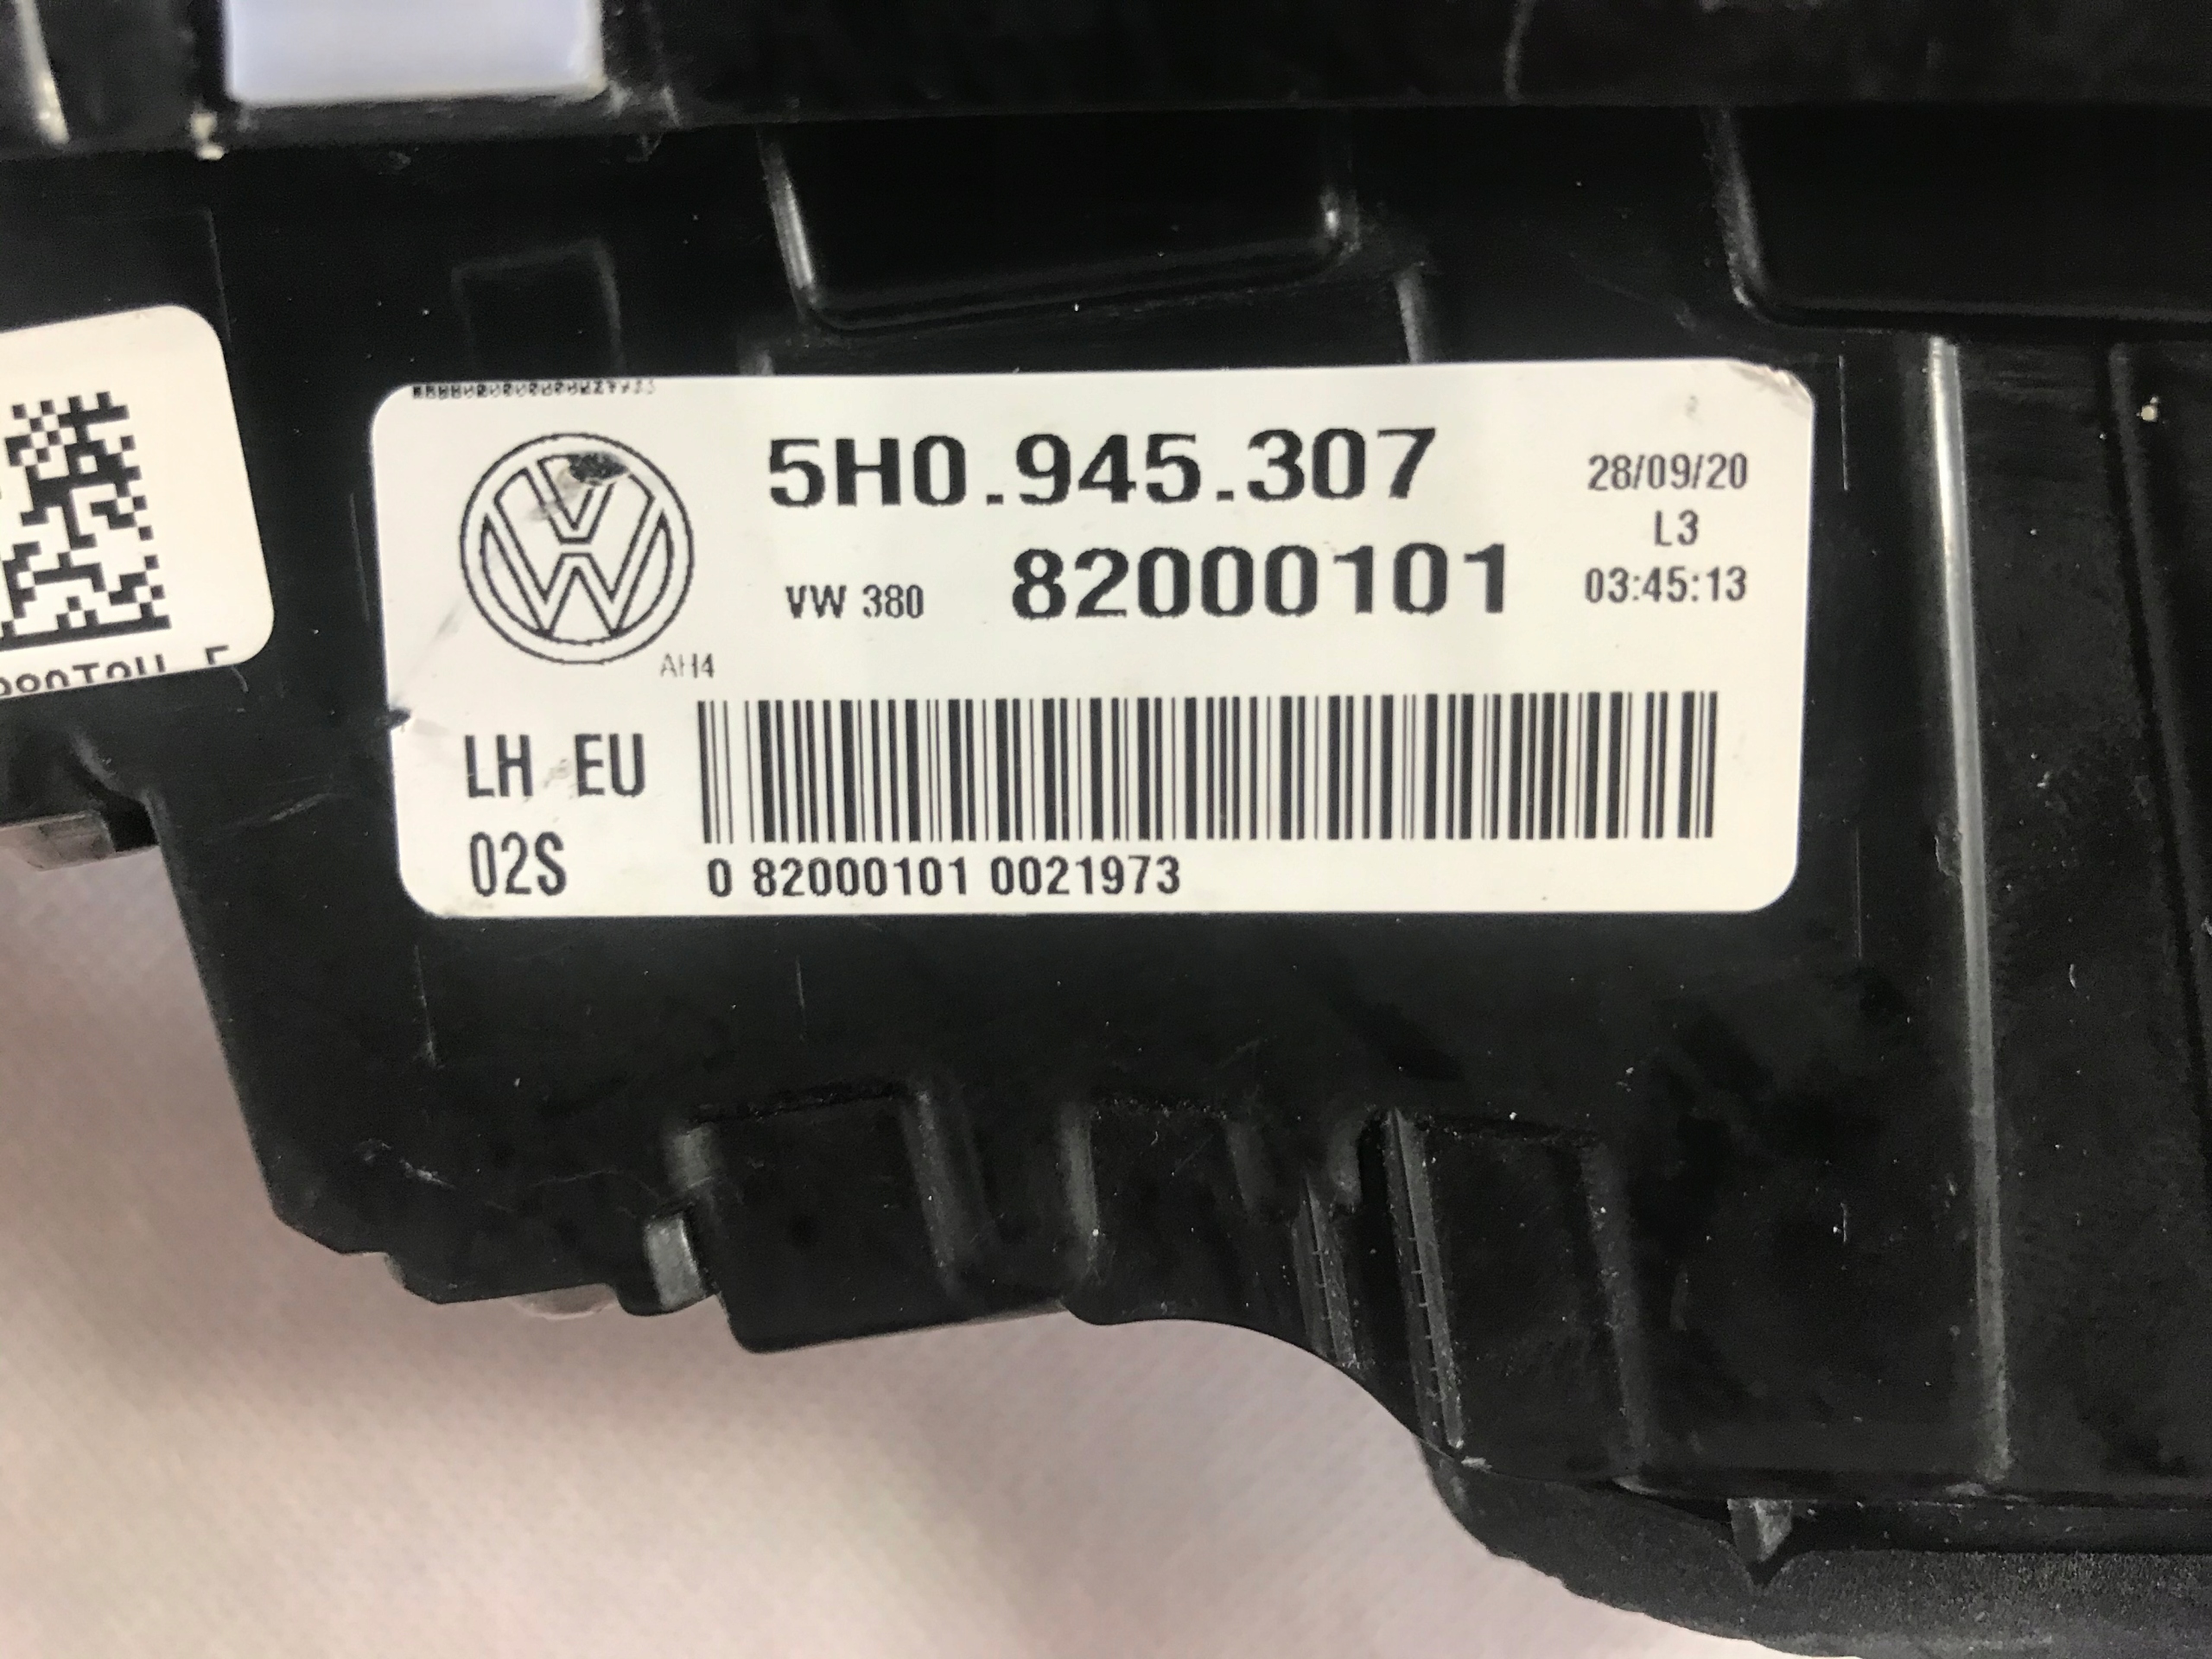 5H0.945.307
28/09/20
L3
VW 380 82000101
03:45:13
AH4
LH EU
02S
0 82000101 0021973